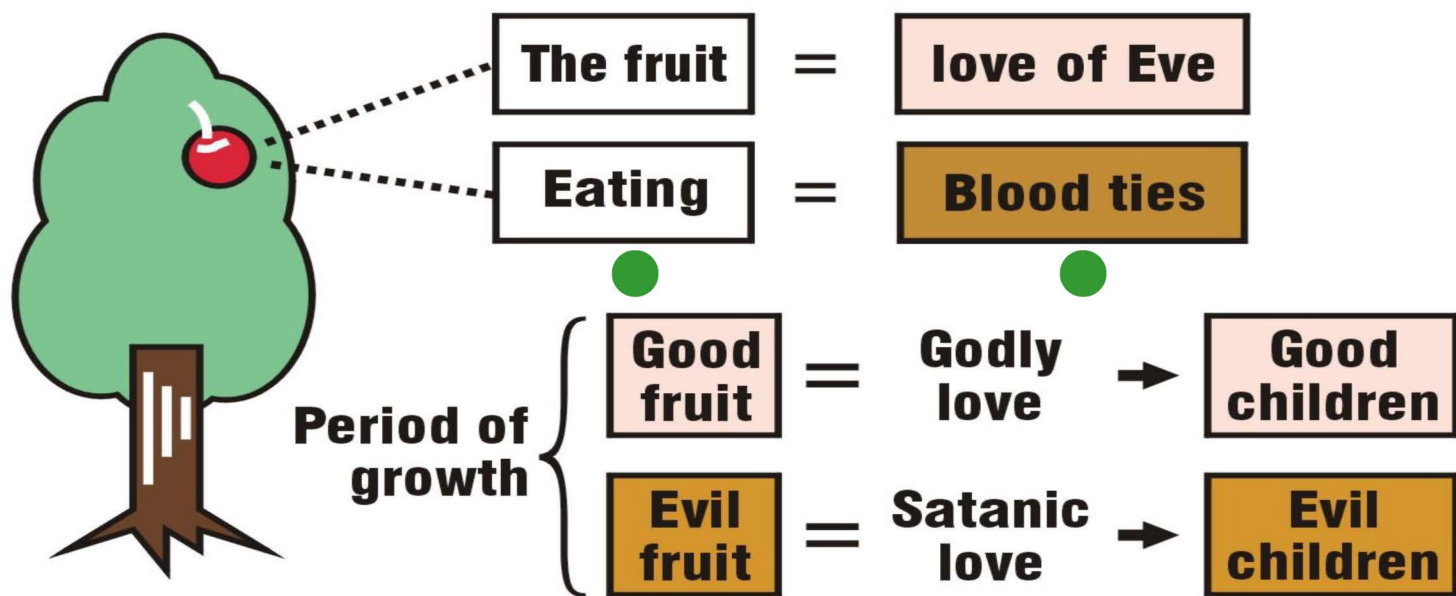 The fruit = love of Eve
Eating = Blood ties
Period of
growth
Good
fruit
=
Godly
love
Good
children
Evil
fruit
=
Satanic
love
Evil
children